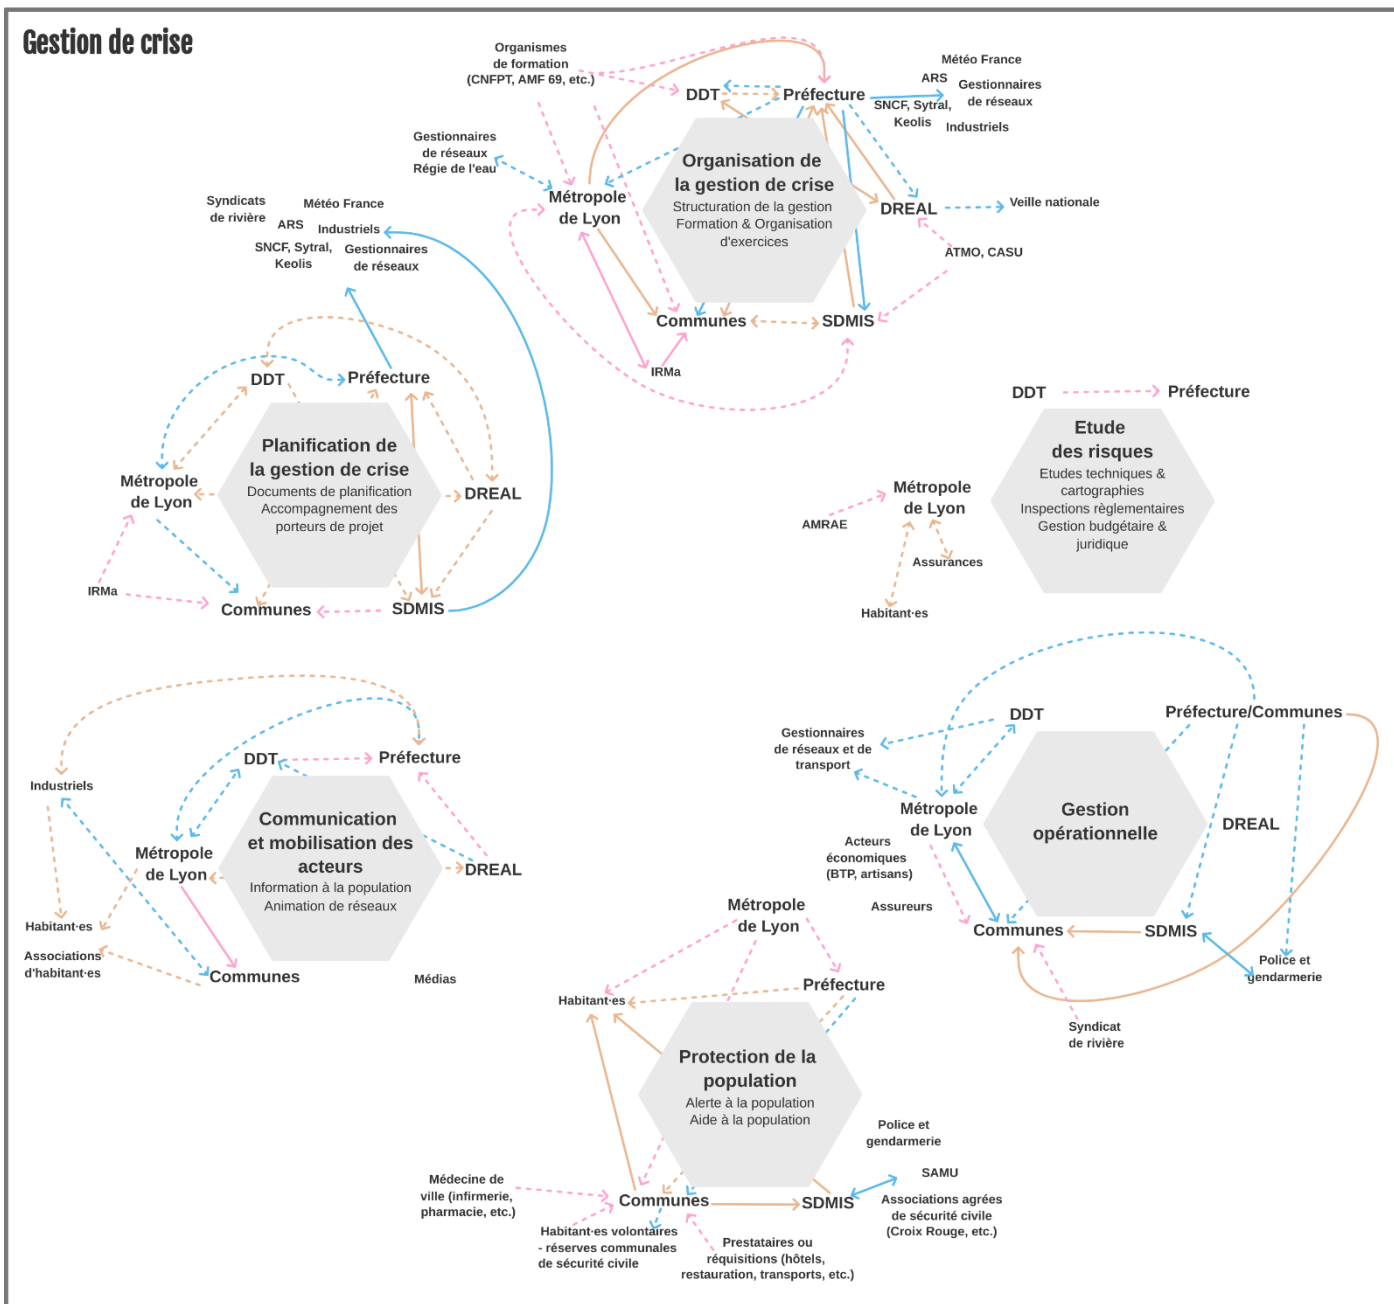 Gestion de crise
Organismes
de formation
(CNFPT, AMF 69, etc.)
DDT
Préfecture
Météo France
ARS
Gestionnaires
de réseaux
SNCF, Sytral,
Keolis
Industriels
Gestionnaires
de réseaux
Régie de l'eau
Organisation de
la gestion de crise
Structuration de la gestion
Formation & Organisation
d'exercices
Métropole
de Lyon
DREAL
Veille nationale
ATMO, CASU
Communes
SDMIS
IRMa
Syndicats
de rivière
Météo France
ARS
Industriels
SNCF, Sytral,
Keolis
Gestionnaires
de réseaux
DDT
Préfecture
Planification de
la gestion de crise
Documents de planification
Accompagnement des
porteurs de projet
Métropole
de Lyon
DREAL
IRMa
Communes
SDMIS
DDT
Préfecture
Etude
des risques
Etudes techniques &
cartographies
Inspections règlementaires
Gestion budgétaire &
juridique
Métropole
de Lyon
AMRAE
Assurances
Habitant·es
DDT
Préfecture
Industriels
Communication
et mobilisation des
acteurs
Information à la population
Animation de réseaux
Métropole
de Lyon
DREAL
Habitant·es
Associations
d'habitant·es
Communes
Médias
DDT
Préfecture/Communes
Gestionnaires
de réseaux et de
transport
Métropole
de Lyon
Gestion
opérationnelle
DREAL
Acteurs
économiques
(BTP, artisans)
Assureurs
Communes
SDMIS
Police et
gendarmerie
Syndicat
de rivière
Métropole
de Lyon
Préfecture
Habitant·es
Protection de la
population
Alerte à la population
Aide à la population
Police et
gendarmerie
SAMU
Médecine de
ville (infirmerie,
pharmacie, etc.)
Communes
SDMIS
Associations agrées
de sécurité civile
(Croix Rouge, etc.)
Habitant·es volontaires
- réserves communales
de sécurité civile
Prestataires ou
réquisitions (hôtels,
restauration, transports, etc.)